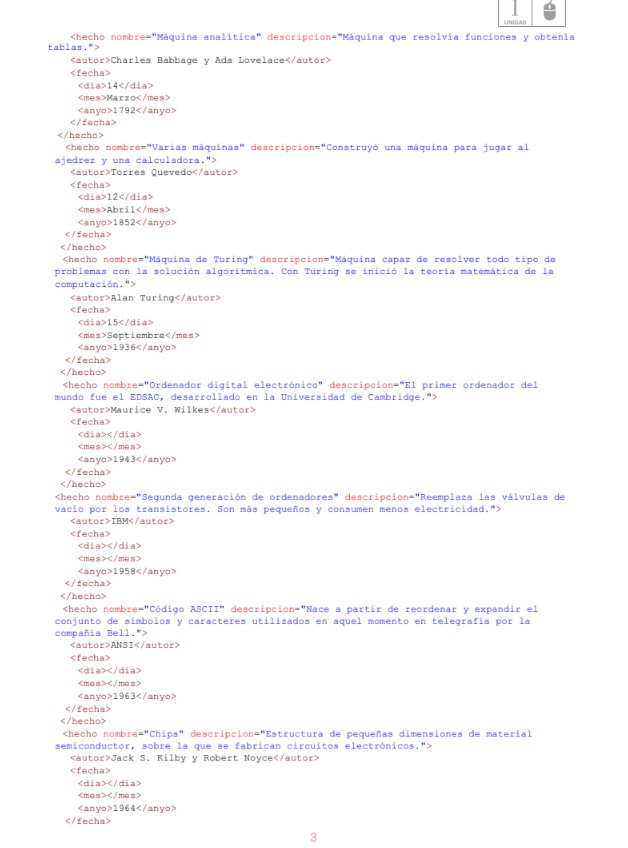 1
UNIDAD
<hecho nombre="Máquina analítica" descripcion="Máquina que resolvía funciones y obtenía
tablas.">
<autor>Charles Babbage y Ada Lovelace</autor>
<fecha>
<dia>14</dia>
<mes>Marzo</mes>
<anyo>1792</anyo>
</fecha>
</hecho>
<hecho nombre="Varias máquinas" descripcion="Construyó una máquina para jugar al
ajedrez y una calculadora.">
<autor>Torres Quevedo</autor>
<fecha>
<dia>12</dia>
<mes>Abril</mes>
<anyo>1852</anyo>
</fecha>
</hecho>
<hecho nombre="Máquina de Turing" descripcion="Máquina capaz de resolver todo tipo de
problemas con la solución algorítmica. Con Turing se inició la teoría matemática de la
computación.">
<autor>Alan Turing</autor>
<fecha>
<dia>15</dia>
<mes>Septiembre</mes>
<anyo>1936</anyo>
</fecha>
</hecho>
<hecho nombre="Ordenador digital electrónico" descripcion="El primer ordenador del
mundo fue el EDSAC, desarrollado en la Universidad de Cambridge.">
<autor>Maurice V. Wilkes</autor>
<fecha>
<dia></dia>
<mes></mes>
<anyo>1943</anyo>
</fecha>
</hecho>
<hecho nombre="Segunda generación de ordenadores" descripcion="Reemplaza las válvulas de
vacío por los transistores. Son más pequeños y consumen menos electricidad.">
<autor>IBM</autor>
<fecha>
<dia></dia>
<mes></mes>
<anyo>1958</anyo>
</fecha>
</hecho>
<hecho nombre="Código ASCII" descripcion="Nace a partir de reordenar y expandir el
conjunto de símbolos y caracteres utilizados en aquel momento en telegrafía por la
compañía Bell.">
<autor>ANSI</autor>
<fecha>
<dia></dia>
<mes></mes>
<anyo>1963</anyo>
</fecha>
</hecho>
<hecho nombre="Chips" descripcion="Estructura de pequeñas dimensiones de material
semiconductor, sobre la que se fabrican circuitos electrónicos.">
<autor>Jack S. Kilby y Robert Noyce</autor>
<fecha>
<dia></dia>
<mes></mes>
<anyo>1964</anyo>
</fecha>
3